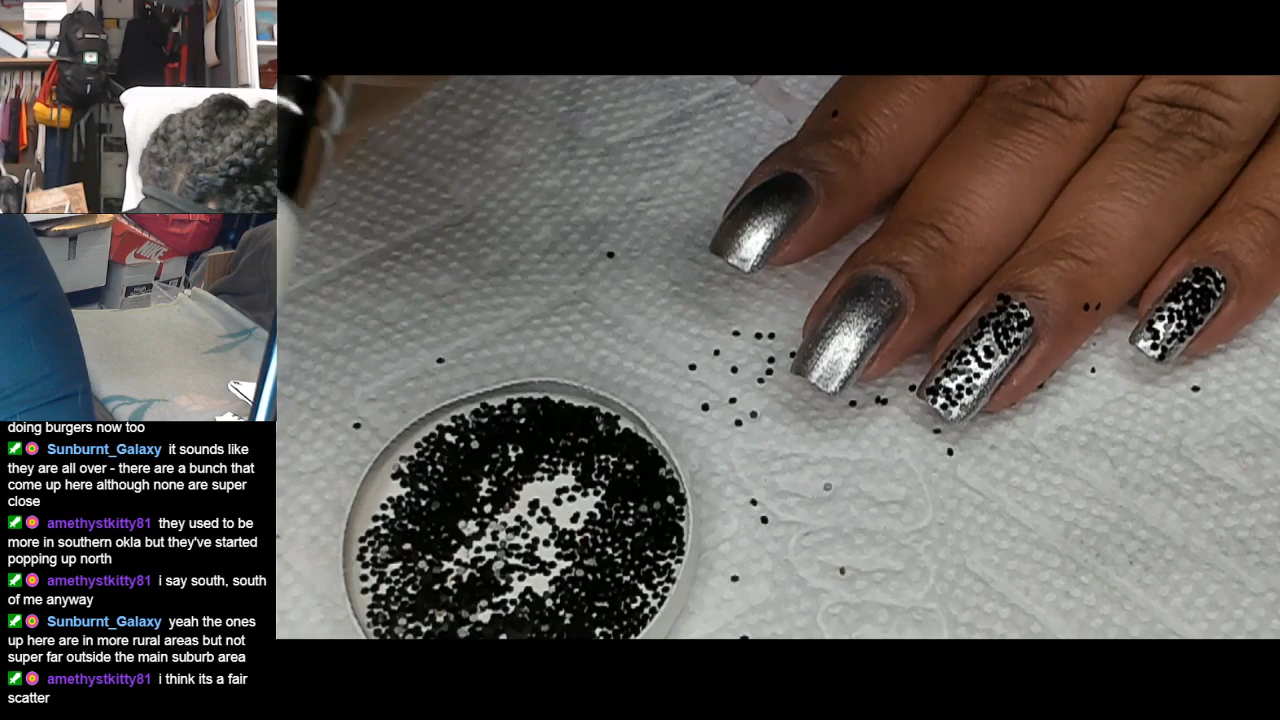 doing burgers now too
Sunburnt_Galaxy it sounds like
they are all over - there are a bunch that
come up here although none are super
close
amethystkitty81 they used to be
more in southern okla but they've started
popping up north
amethystkitty81 i say south, south
of me anyway
Sunburnt_Galaxy yeah the ones
up here are in more rural areas but not
super far outside the main suburb area
amethystkitty81 i think its a fair
scatter